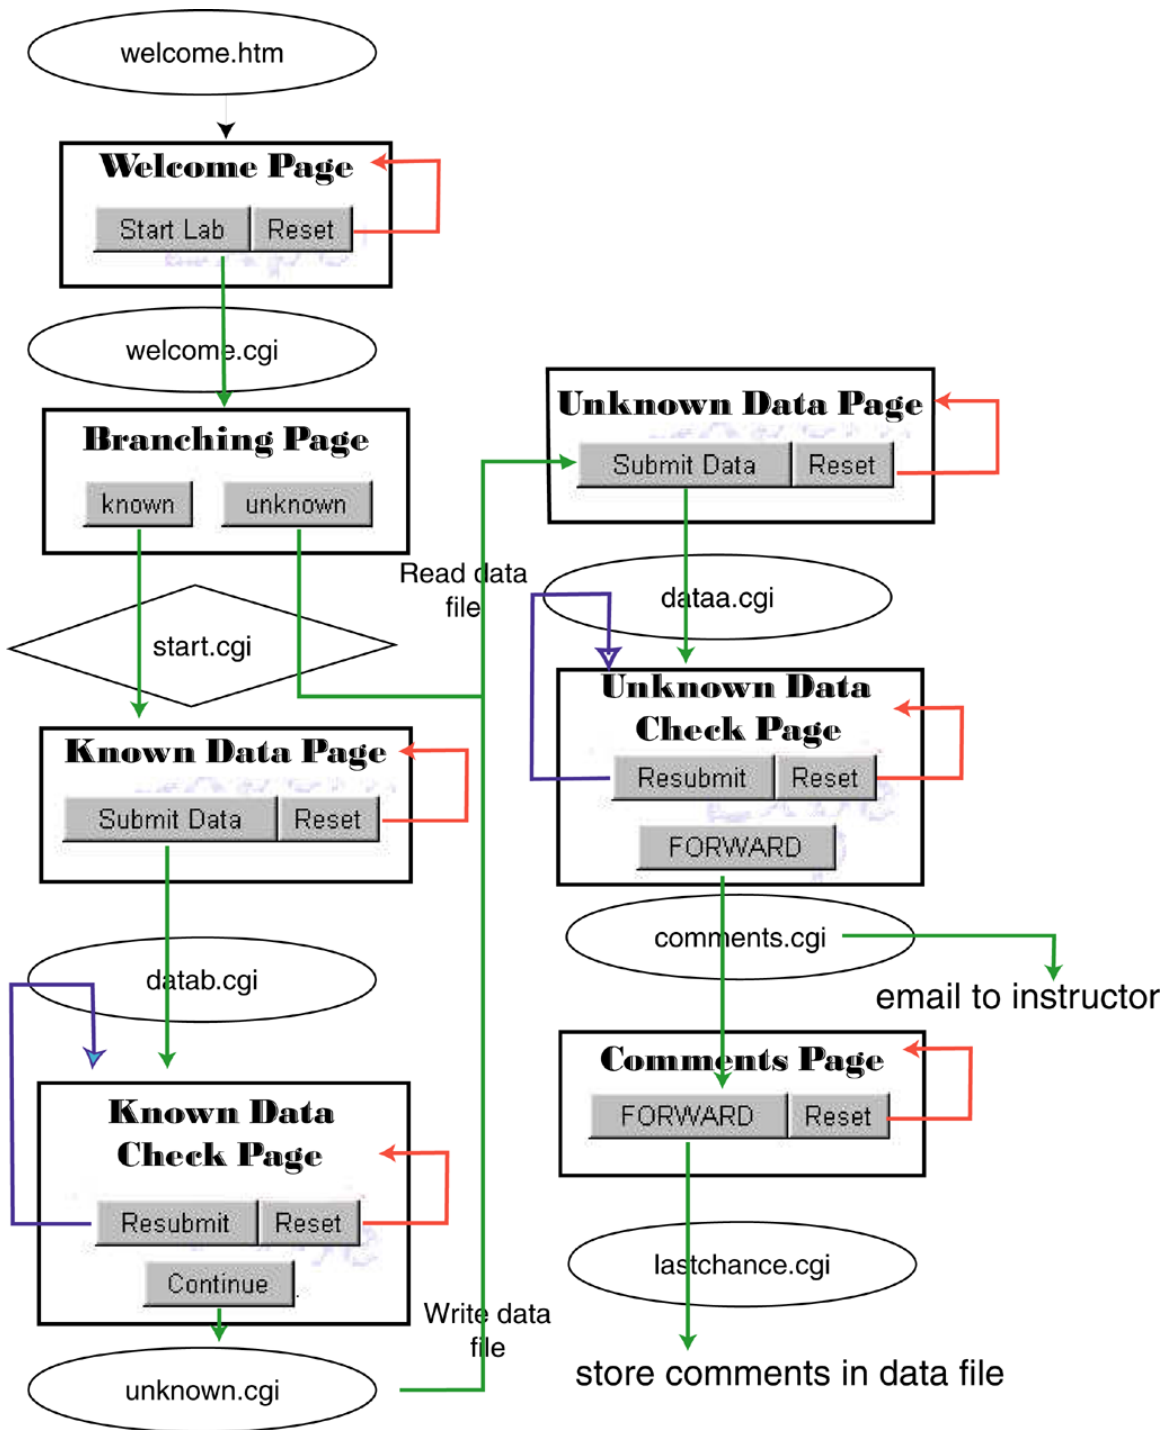 welcome.htm
Welcome Page
Start Lab Reset
welcome.cgi
Branching Page
known unknown
Read data
file
start.cgi
Known Data Page
Submit Data Reset
datab.cgi
Known Data
Check Page
Resubmit Reset
Continue
Write data
file
unknown.cgi
Unknown Data Page
Submit Data Reset
dataa.cgi
Unknown Data
Check Page
Resubmit Reset
FORWARD
comments.cgi
email to instructor
Comments Page
FORWARD Reset
lastchance.cgi
store comments in data file